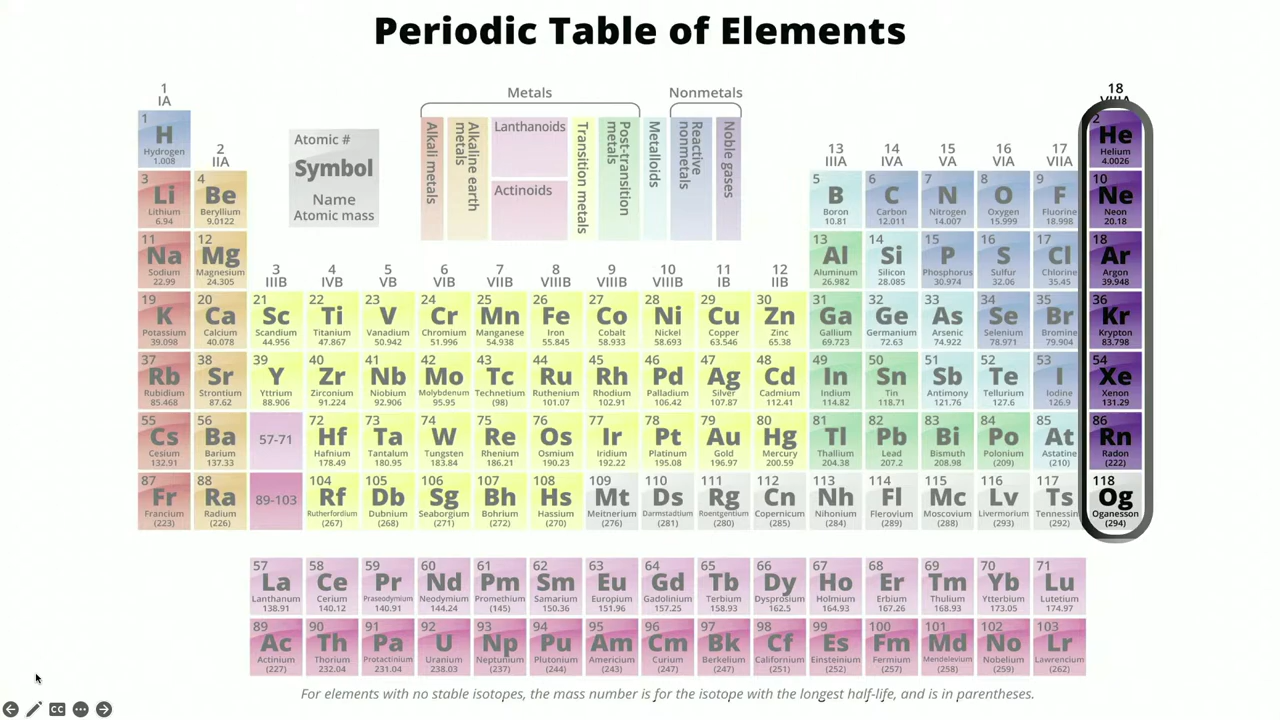 Periodic Table of Elements
1
IA
2
IIA
3
IIIB
4
IVB
5
VB
6
VIB
7
VIIB
8
VIIIB
9
VIIIB
10
VIIIB
11
IB
12
IIB
13
IIIA
14
IVA
15
VA
16
VIA
17
VIIA
18
VIIIA
Atomic #
Symbol
Name
Atomic mass
Metals
Nonmetals
Alkali metals
Alkaline earth metals
Lanthanoids
Actinoids
Transition metals
Post-transition metals
Metalloids
Reactive nonmetals
Noble gases
1 H Hydrogen 1.008
2 He Helium 4.0026
3 Li Lithium 6.94
4 Be Beryllium 9.0122
5 B Boron 10.81
6 C Carbon 12.011
7 N Nitrogen 14.007
8 O Oxygen 15.999
9 F Fluorine 18.998
10 Ne Neon 20.18
11 Na Sodium 22.99
12 Mg Magnesium 24.305
13 Al Aluminum 26.982
14 Si Silicon 28.085
15 P Phosphorus 30.974
16 S Sulfur 32.06
17 Cl Chlorine 35.45
18 Ar Argon 39.948
19 K Potassium 39.098
20 Ca Calcium 40.078
21 Sc Scandium 44.956
22 Ti Titanium 47.867
23 V Vanadium 50.942
24 Cr Chromium 51.996
25 Mn Manganese 54.938
26 Fe Iron 55.845
27 Co Cobalt 58.933
28 Ni Nickel 58.693
29 Cu Copper 63.546
30 Zn Zinc 65.38
31 Ga Gallium 69.723
32 Ge Germanium 72.63
33 As Arsenic 74.922
34 Se Selenium 78.971
35 Br Bromine 79.904
36 Kr Krypton 83.798
37 Rb Rubidium 85.468
38 Sr Strontium 87.62
39 Y Yttrium 88.906
40 Zr Zirconium 91.224
41 Nb Niobium 92.906
42 Mo Molybdenum 95.95
43 Tc Technetium (98)
44 Ru Ruthenium 101.07
45 Rh Rhodium 102.91
46 Pd Palladium 106.42
47 Ag Silver 107.87
48 Cd Cadmium 112.41
49 In Indium 114.82
50 Sn Tin 118.71
51 Sb Antimony 121.76
52 Te Tellurium 127.6
53 I Iodine 126.9
54 Xe Xenon 131.29
55 Cs Cesium 132.91
56 Ba Barium 137.33
57-71
72 Hf Hafnium 178.49
73 Ta Tantalum 180.95
74 W Tungsten 183.84
75 Re Rhenium 186.21
76 Os Osmium 190.23
77 Ir Iridium 192.22
78 Pt Platinum 195.08
79 Au Gold 196.97
80 Hg Mercury 200.59
81 Tl Thallium 204.38
82 Pb Lead 207.2
83 Bi Bismuth 208.98
84 Po Polonium (209)
85 At Astatine (210)
86 Rn Radon (222)
87 Fr Francium (223)
88 Ra Radium (226)
89-103
104 Rf Rutherfordium (267)
105 Db Dubnium (268)
106 Sg Seaborgium (271)
107 Bh Bohrium (272)
108 Hs Hassium (270)
109 Mt Meitnerium (276)
110 Ds Darmstadtium (281)
111 Rg Roentgentium (280)
112 Cn Copernicum (285)
113 Nh Nihonium (284)
114 Fl Flerovium (289)
115 Mc Moscovium (288)
116 Lv Livermorium (293)
117 Ts Tennessin (292)
118 Og Oganesson (294)
57 La Lanthanum 138.91
58 Ce Cerium 140.12
59 Pr Praseodymium 140.91
60 Nd Neodymium 144.24
61 Pm Promethium (145)
62 Sm Samarium 150.36
63 Eu Europium 151.96
64 Gd Gadolinium 157.25
65 Tb Terbium 158.93
66 Dy Dysprosium 162.5
67 Ho Holmium 164.93
68 Er Erbium 167.26
69 Tm Thulium 168.93
70 Yb Ytterbium 173.05
71 Lu Lutetium 174.97
89 Ac Actinium (227)
90 Th Thorium 232.04
91 Pa Protactinium 231.04
92 U Uranium 238.03
93 Np Neptunium (237)
94 Pu Plutonium (244)
95 Am Americium (243)
96 Cm Curium (247)
97 Bk Berkelium (247)
98 Cf Californium (251)
99 Es Einsteinium (252)
100 Fm Fermium (257)
101 Md Mendelevium (258)
102 No Nobelium (259)
103 Lr Lawrencium (262)
For elements with no stable isotopes, the mass number is for the isotope with the longest half-life, and is in parentheses.
CC